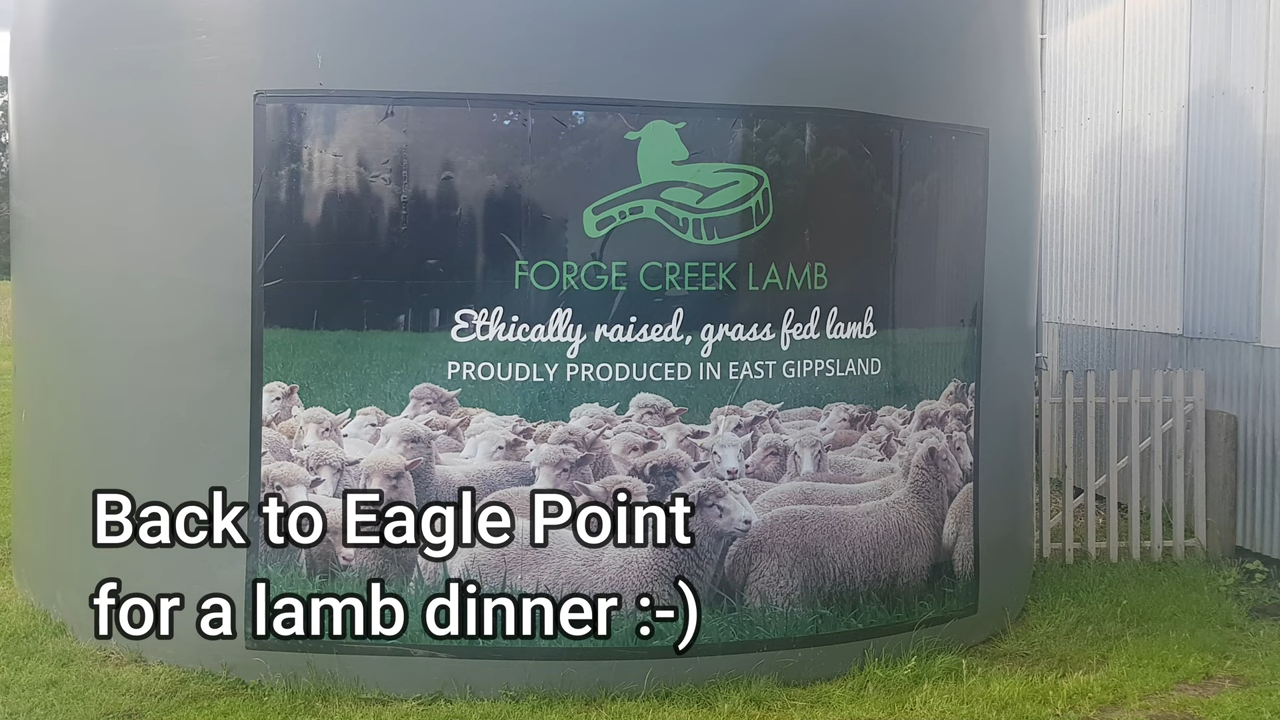 FORGE CREEK LAMB
Ethically raised, grass fed lamb
PROUDLY PRODUCED IN EAST GIPPSLAND
Back to Eagle Point
for a lamb dinner :-)